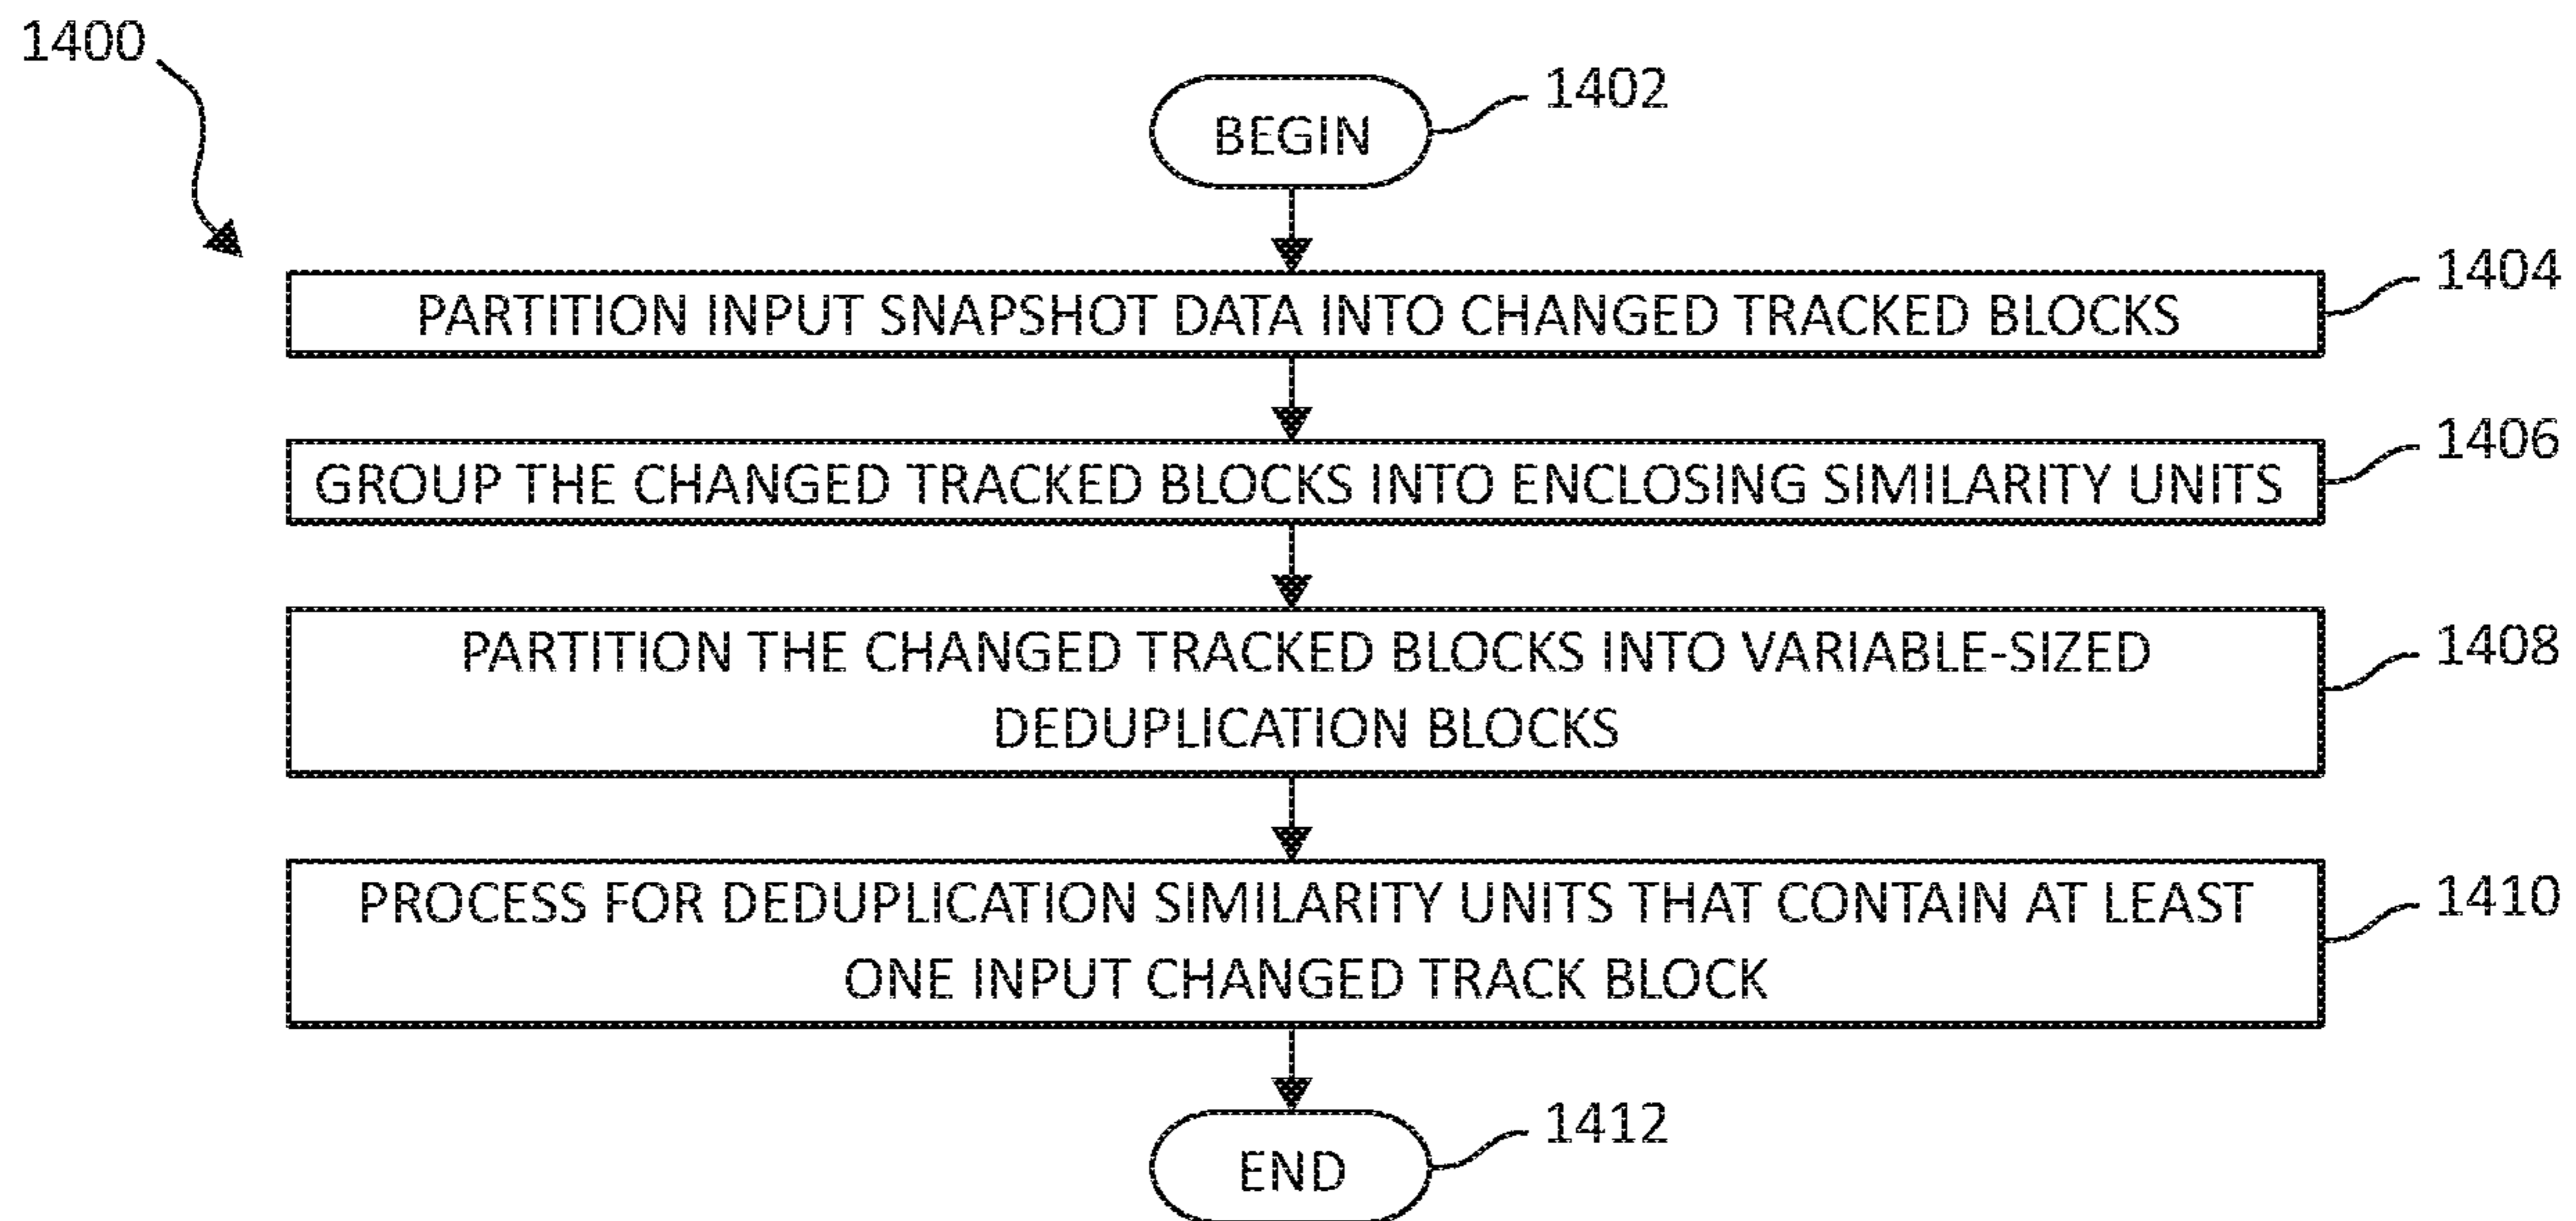 1400
BEGIN
1402
PARTITION INPUT SNAPSHOT DATA INTO CHANGED TRACKED BLOCKS
1404
GROUP THE CHANGED TRACKED BLOCKS INTO ENCLOSING SIMILARITY UNITS
1406
PARTITION THE CHANGED TRACKED BLOCKS INTO VARIABLE-SIZED
DEDUPLICATION BLOCKS
1408
PROCESS FOR DEDUPLICATION SIMILARITY UNITS THAT CONTAIN AT LEAST
ONE INPUT CHANGED TRACK BLOCK
1410
END
1412